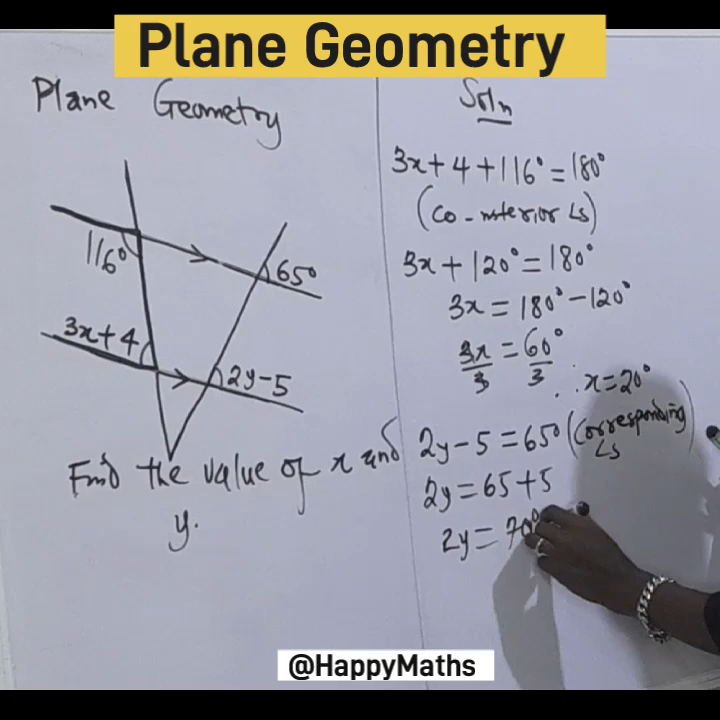 Plane Geometry
Plane Geometry
116°
65°
3x+4
2y-5
Find the value of x and
y.
Soln
3x+4+116°=180°
(Co-interior ∠s)
3x+120°=180°
3x=180°-120°
3x/3 = 60°/3
∴ x=20°
2y-5=65° (Corresponding
∠s
2y=65+5
2y=70°
@HappyMaths